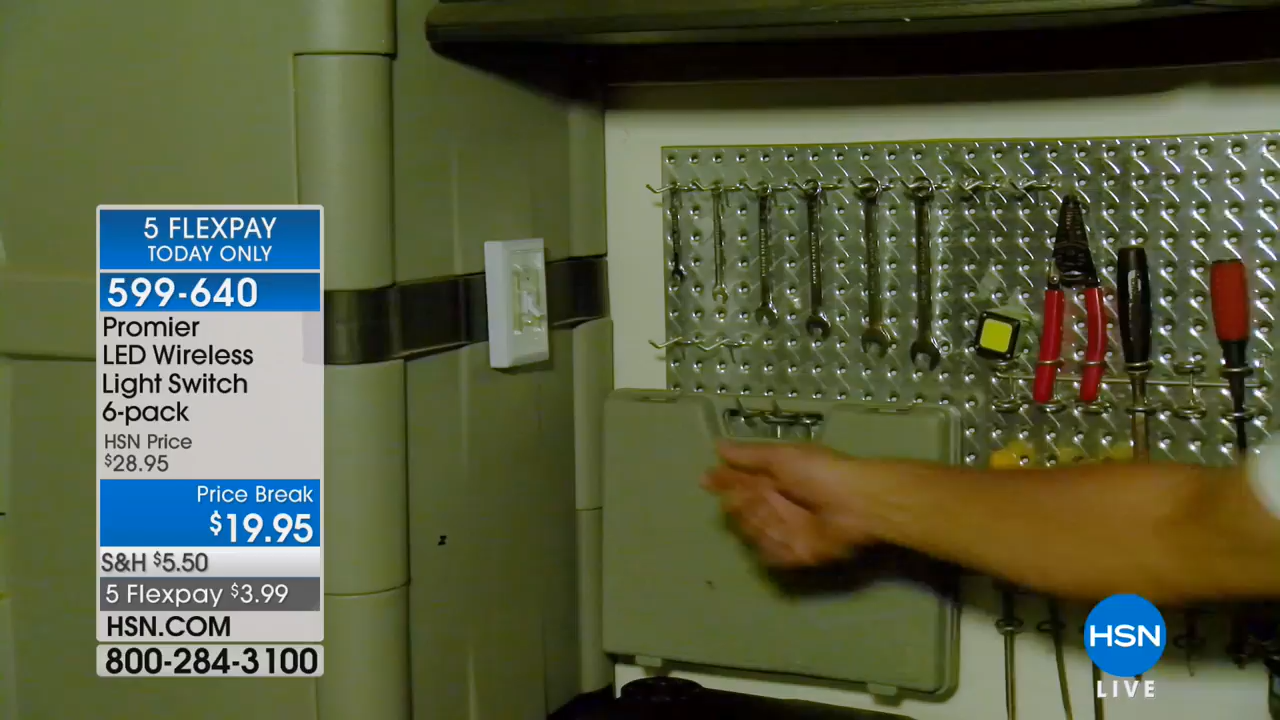 5 FLEXPAY
TODAY ONLY
599-640
Promier
LED Wireless
Light Switch
6-pack
HSN Price
$28.95
Price Break
$19.95
S&H $5.50
5 Flexpay $3.99
HSN.COM
800-284-3100
HSN
LIVE